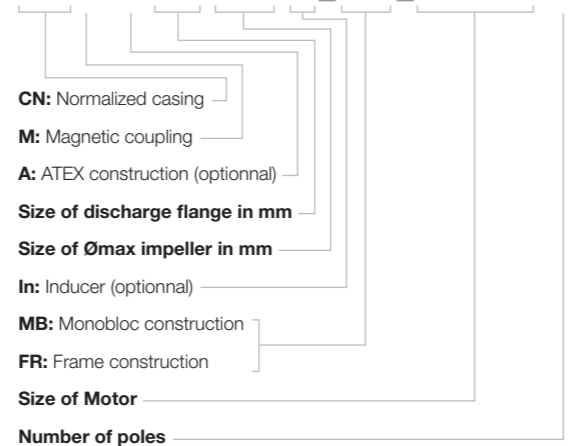 CN: Normalized casing
M: Magnetic coupling
A: ATEX construction (optionnal)
Size of discharge flange in mm
Size of Ømax impeller in mm
In: Inducer (optionnal)
MB: Monobloc construction
FR: Frame construction
Size of Motor
Number of poles